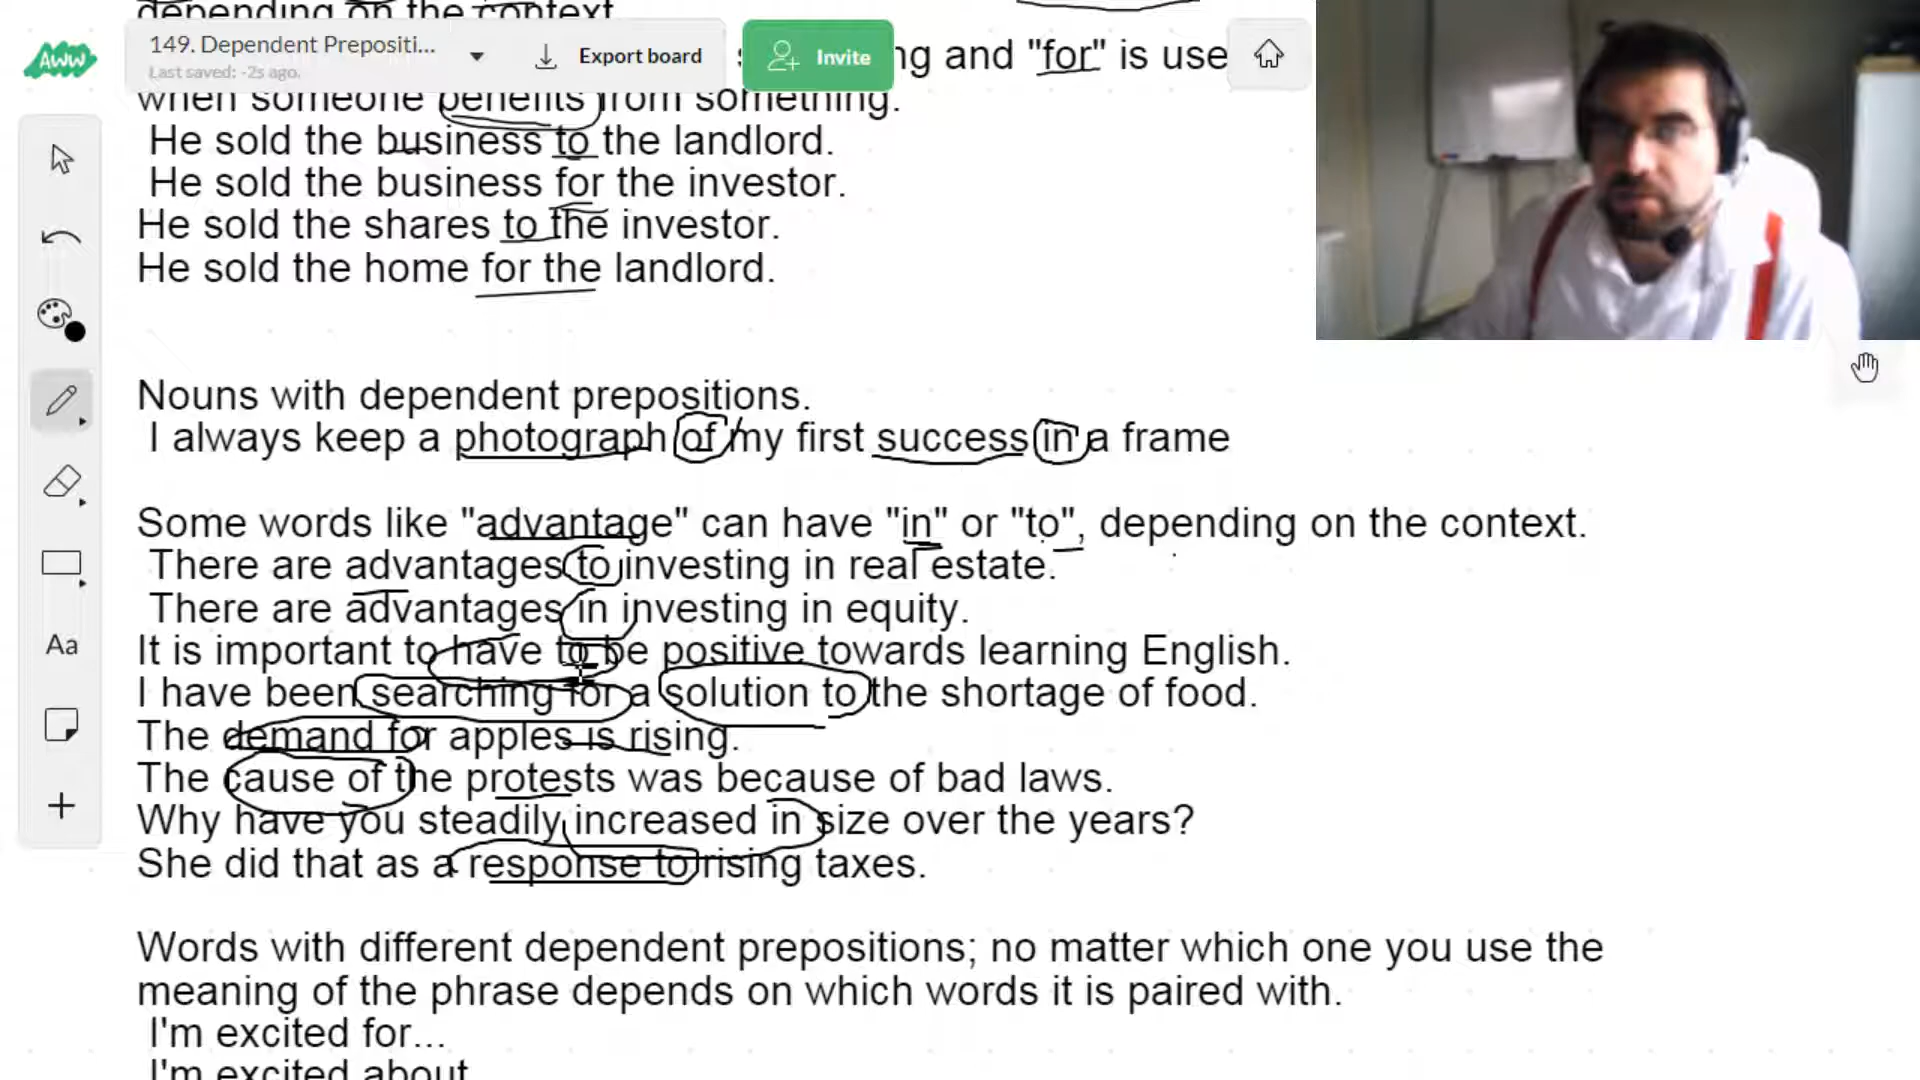 depending on the context
AWW
149. Dependent Prepositi...
Last saved: -2s ago.
Export board
Invite
ng and "for" is use
when someone benefits from something.
He sold the business to the landlord.
He sold the business for the investor.
He sold the shares to the investor.
He sold the home for the landlord.
Nouns with dependent prepositions.
I always keep a photograph of my first success in a frame
Some words like "advantage" can have "in" or "to", depending on the context.
There are advantages to investing in real estate.
There are advantages in investing in equity.
It is important to have to be positive towards learning English.
I have been searching for a solution to the shortage of food.
The demand for apples is rising.
The cause of the protests was because of bad laws.
Why have you steadily increased in size over the years?
Aa
She did that as a response to rising taxes.
Words with different dependent prepositions; no matter which one you use the
meaning of the phrase depends on which words it is paired with.
I'm excited for...
I'm excited about